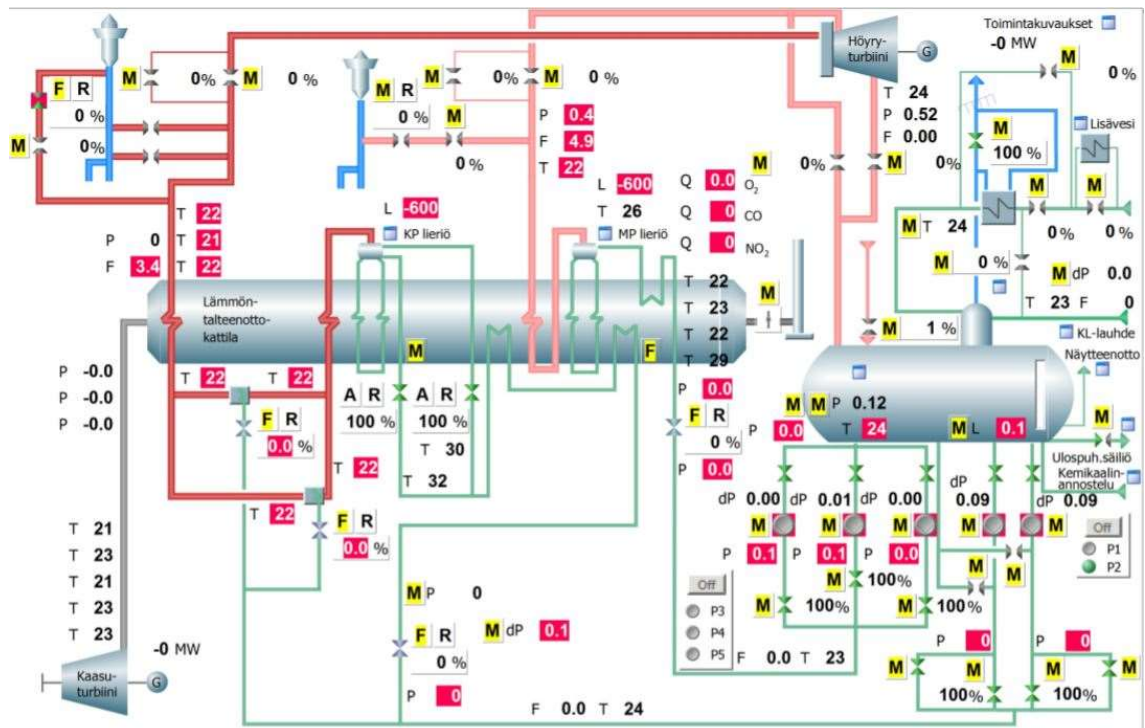 Toimintakuvaukset
-0 MW
Höyry-
turbiini
G
M
0%
F R
0 %
M
0%
M
0 %
M
0%
M
0%
M R
0 %
M
0%
M
0 %
M
0%
P 0.4
F 4.9
T 22
T 24
P 0.52
F 0.00
M
0%
M
M
100 %
0%
M
0%
Lisävesi
L -600
T 26
KP lieriö
L -600
MP lieriö
Q 0.0 O2
Q 0 CO
Q 0 NO2
T 22
P 0 T 21
F 3.4 T 22
M T 24
M
0%
M
0%
M 0 %
M dP 0.0
T 23 F 0
KL-lauhde
Näytteenotto
Lämmön-
talteenotto-
kattila
T 22
T 23
T 22
T 29
M
M
F
M 1 %
P -0.0
P -0.0
P -0.0
T 22
T 22
F R
0.0 %
A R
100 %
A R
100 %
T 30
T 32
T 22
T 22
F R
0.0 %
P 0.0
F R
0 %
P 0.0
M M P 0.12
P 0.0
T 24
M L 0.1
M
Ulospuh.säiliö
Kemikaalin-
annostelu
dP 0.00
dP 0.01
dP 0.00
dP 0.09
dP 0.09
M
M
M
M
M
P 0.1
P 0.1
P 0.0
Off
P1
P2
M
M
M 100%
M 100%
M 100%
Off
P3
P4
P5
F 0.0 T 23
T 21
T 23
T 21
T 23
T 23
-0 MW
Kaasu-
turbiini
G
M P 0
M dP 0.1
F R
0 %
P 0
P 0
P 0
M
M
100%
M
100%
M
F 0.0 T 24